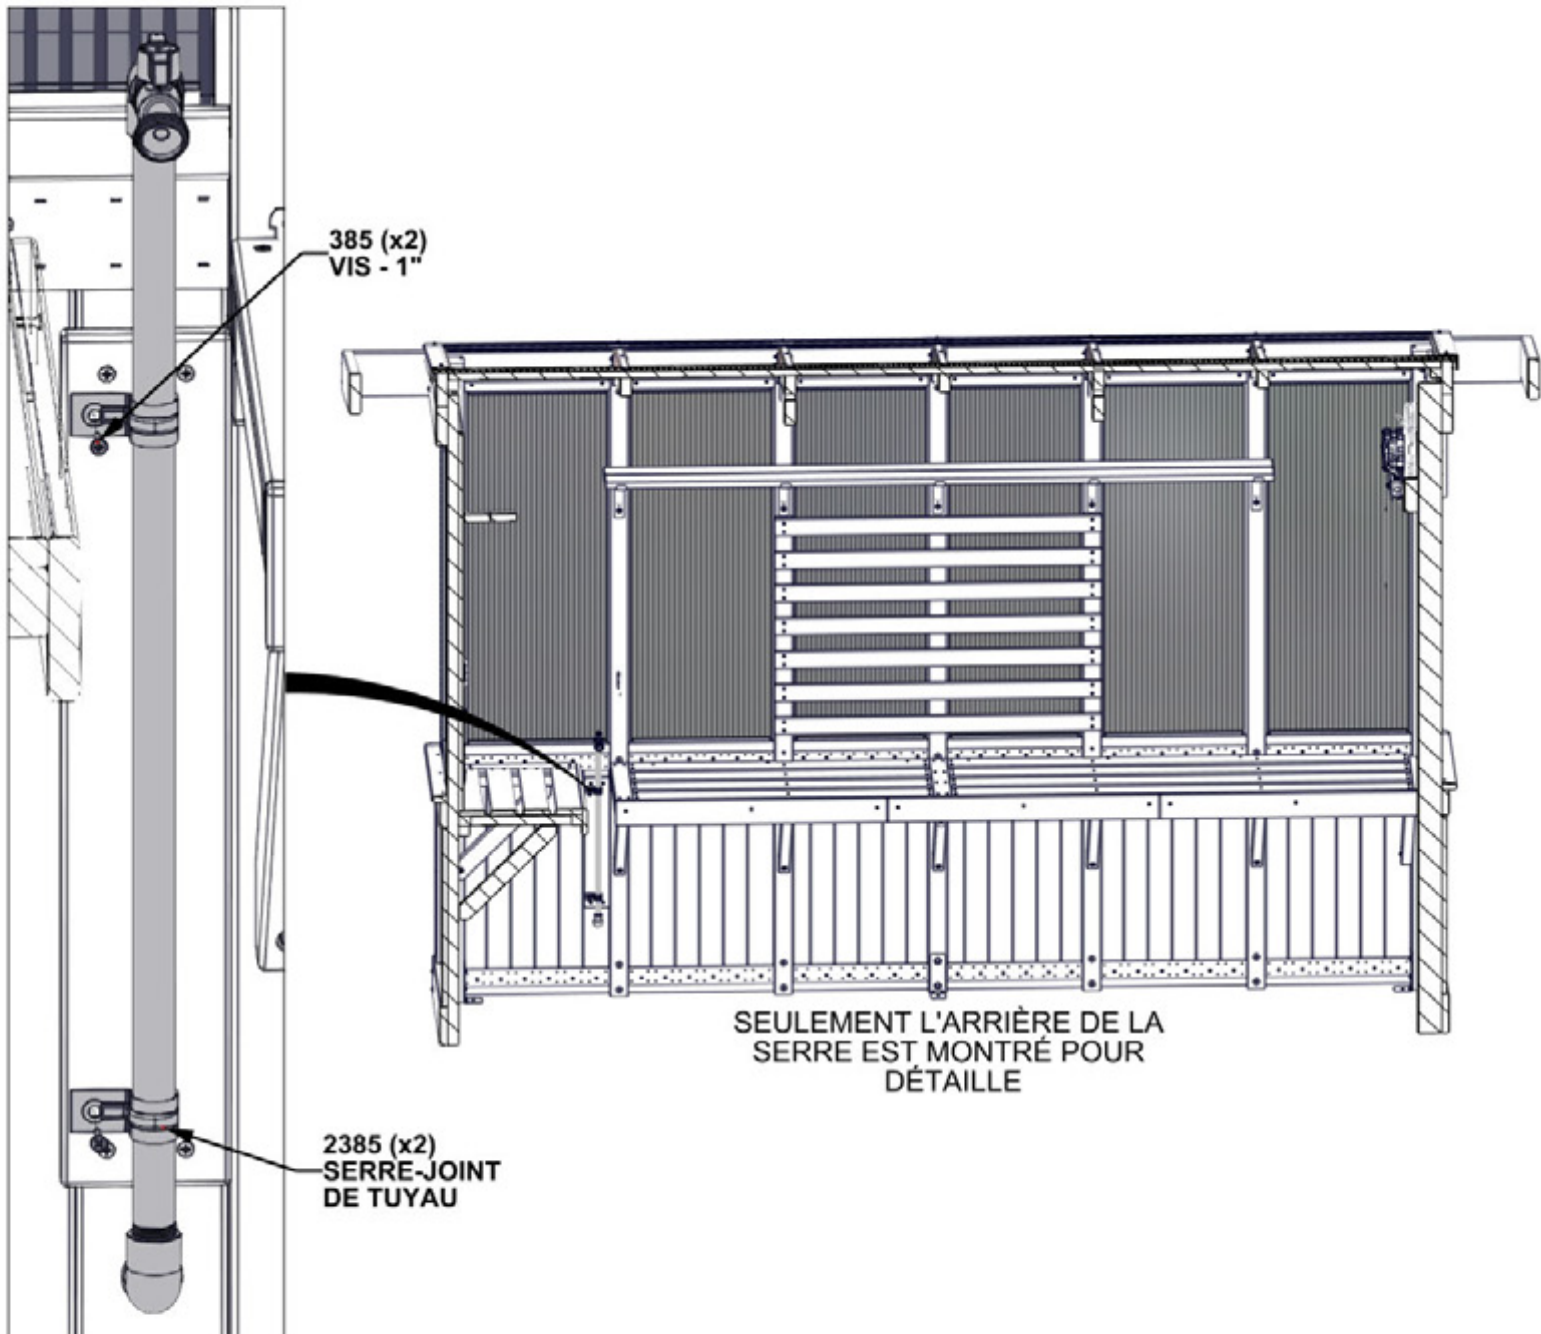 385 (x2)
VIS - 1"
SEULEMENT L'ARRIÈRE DE LA
SERRE EST MONTRÉ POUR
DÉTAILLE
2385 (x2)
SERRE-JOINT
DE TUYAU